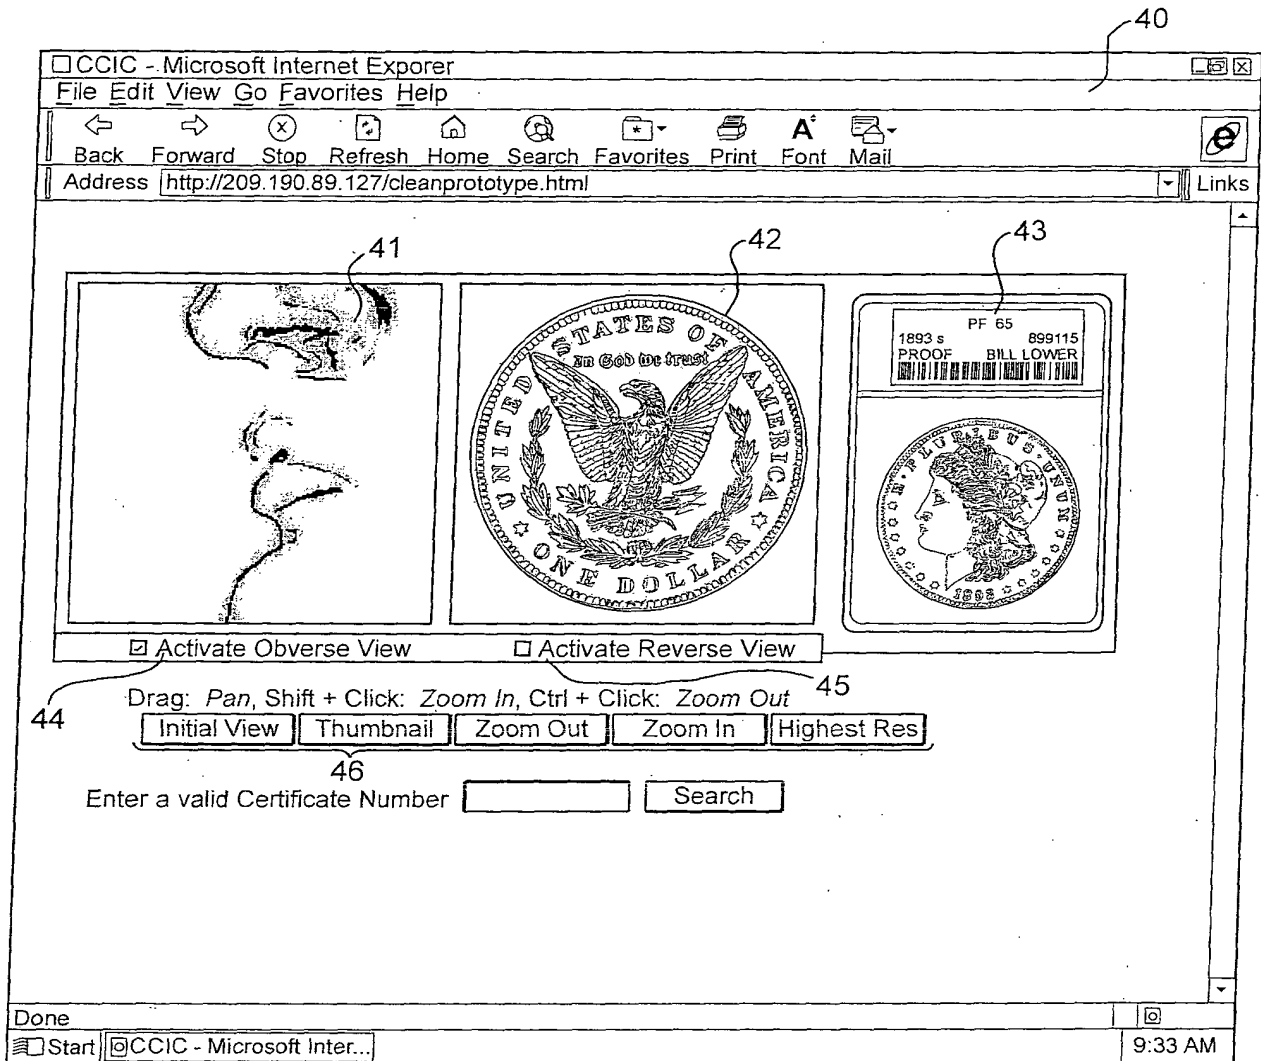 40
CCIC - Microsoft Internet Exporer
File Edit View Go Favorites Help
Back Forward Stop Refresh Home Search Favorites Print Font Mail
Address http://209.190.89.127/cleanprototype.html Links
41 42 43
UNITED STATES OF AMERICA
In God we trust
ONE DOLLAR
PF 65
1893 s 899115
PROOF BILL LOWER
E·PLURIBUS·UNUM
Activate Obverse View Activate Reverse View
44 45
Drag: Pan, Shift + Click: Zoom In, Ctrl + Click: Zoom Out
Initial View Thumbnail Zoom Out Zoom In Highest Res
46
Enter a valid Certificate Number Search
Done
Start CCIC - Microsoft Inter... 9:33 AM